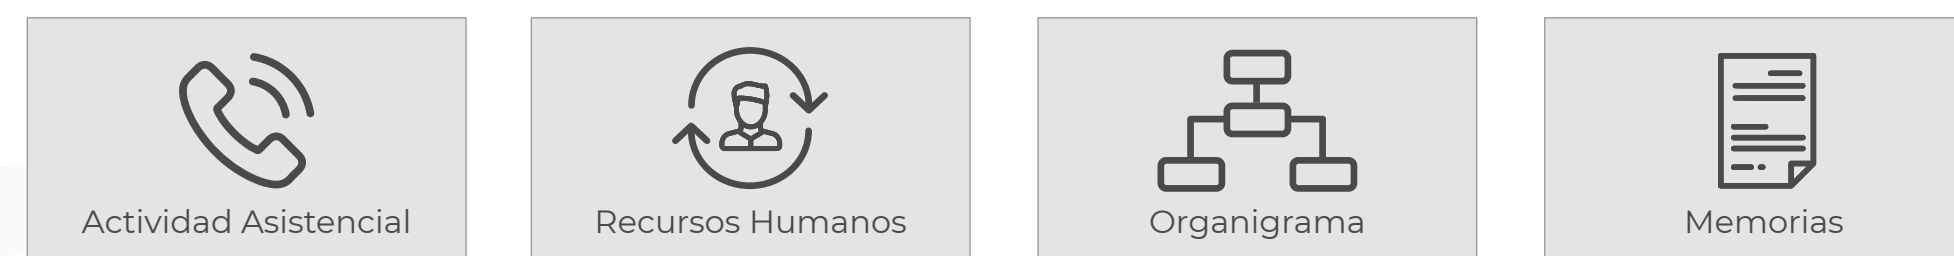 Actividad Asistencial
Recursos Humanos
Organigrama
Memorias